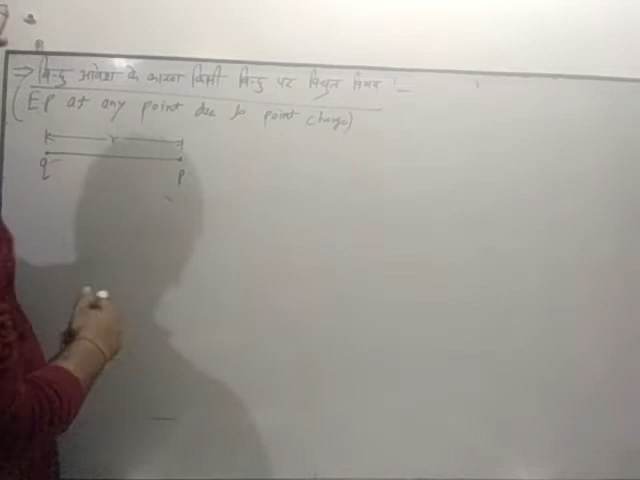 ⇒ बिन्दु आवेश के कारण किसी बिन्दु पर विद्युत विभव :-
(EP at any point due to point charge)
r
q P